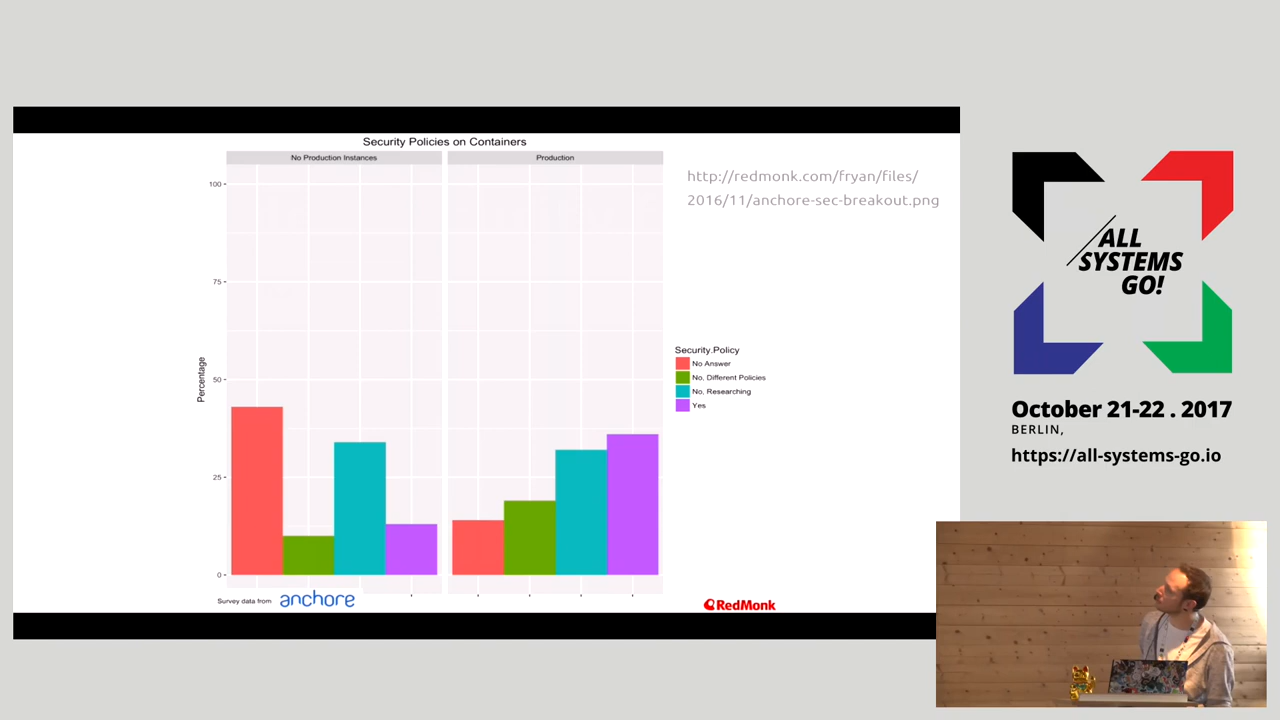 Security Policies on Containers
No Production Instances
Production
http://redmonk.com/fryan/files/
2016/11/anchore-sec-breakout.png
100
75
50
25
0
Percentage
Security.Policy
No Answer
No, Different Policies
No, Researching
Yes
Survey data from anchore
RedMonk
ALL
SYSTEMS
GO!
October 21-22 . 2017
BERLIN,
https://all-systems-go.io